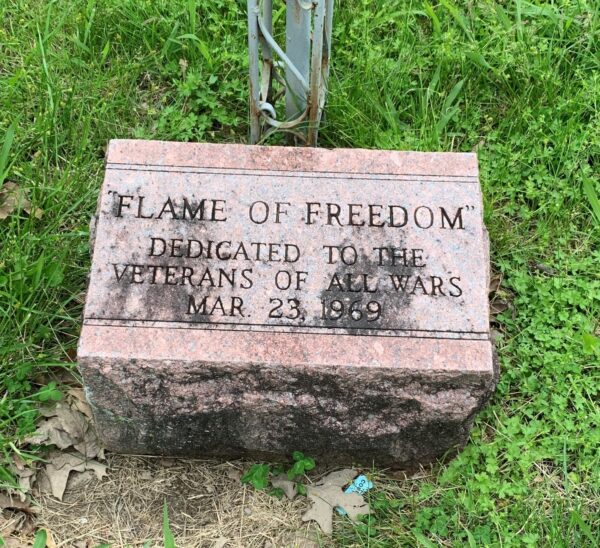 "FLAME OF FREEDOM"
DEDICATED TO THE
VETERANS OF ALL WARS
MAR. 23, 1969